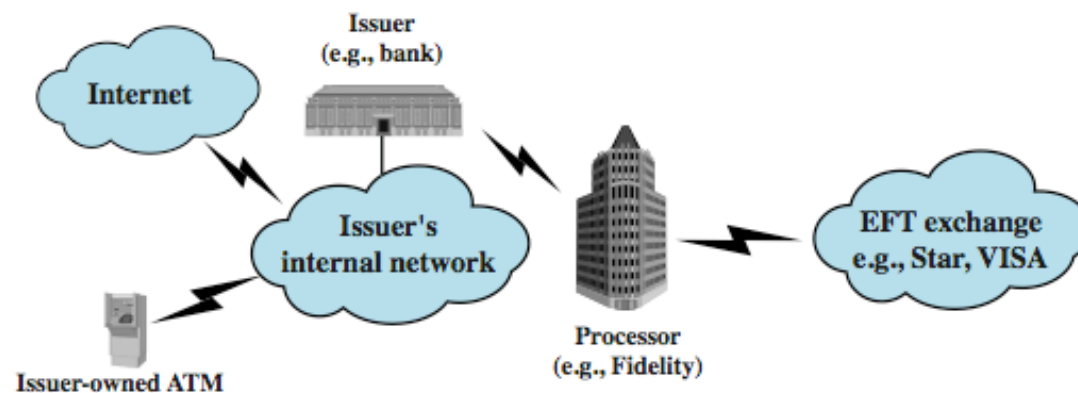 Issuer
(e.g., bank)
Internet
Issuer's
internal network
EFT exchange
e.g., Star, VISA
Processor
(e.g., Fidelity)
Issuer-owned ATM